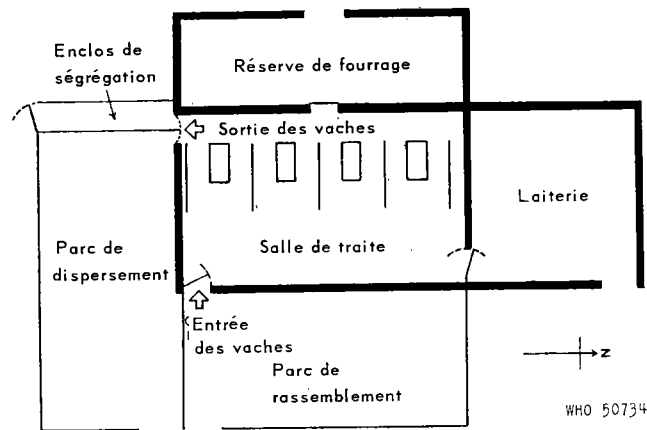 Enclos de
ségrégation
Réserve de fourrage
Sortie des vaches
Laiterie
Parc de
dispersement
Salle de traite
Entrée
des vaches
Parc de
rassemblement
N
WHO 50734